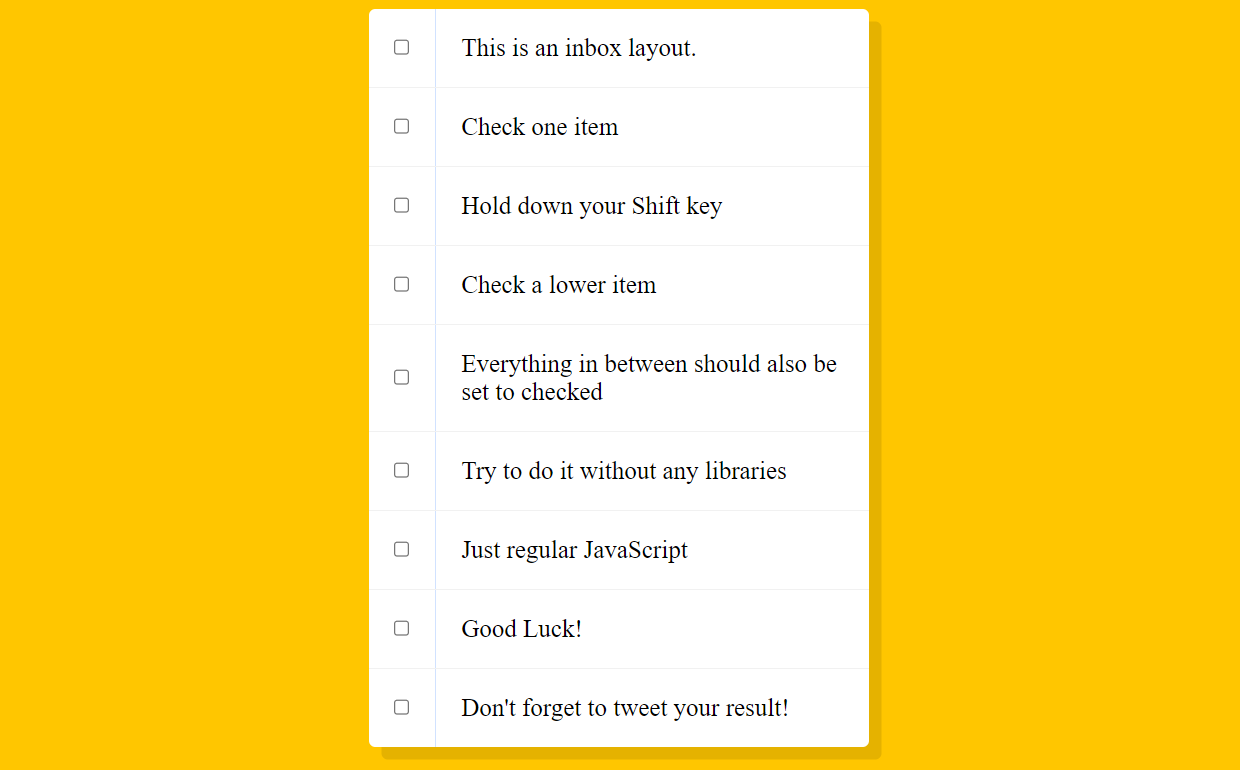 This is an inbox layout.
Check one item
Hold down your Shift key
Check a lower item
Everything in between should also be
set to checked
Try to do it without any libraries
Just regular JavaScript
Good Luck!
Don't forget to tweet your result!